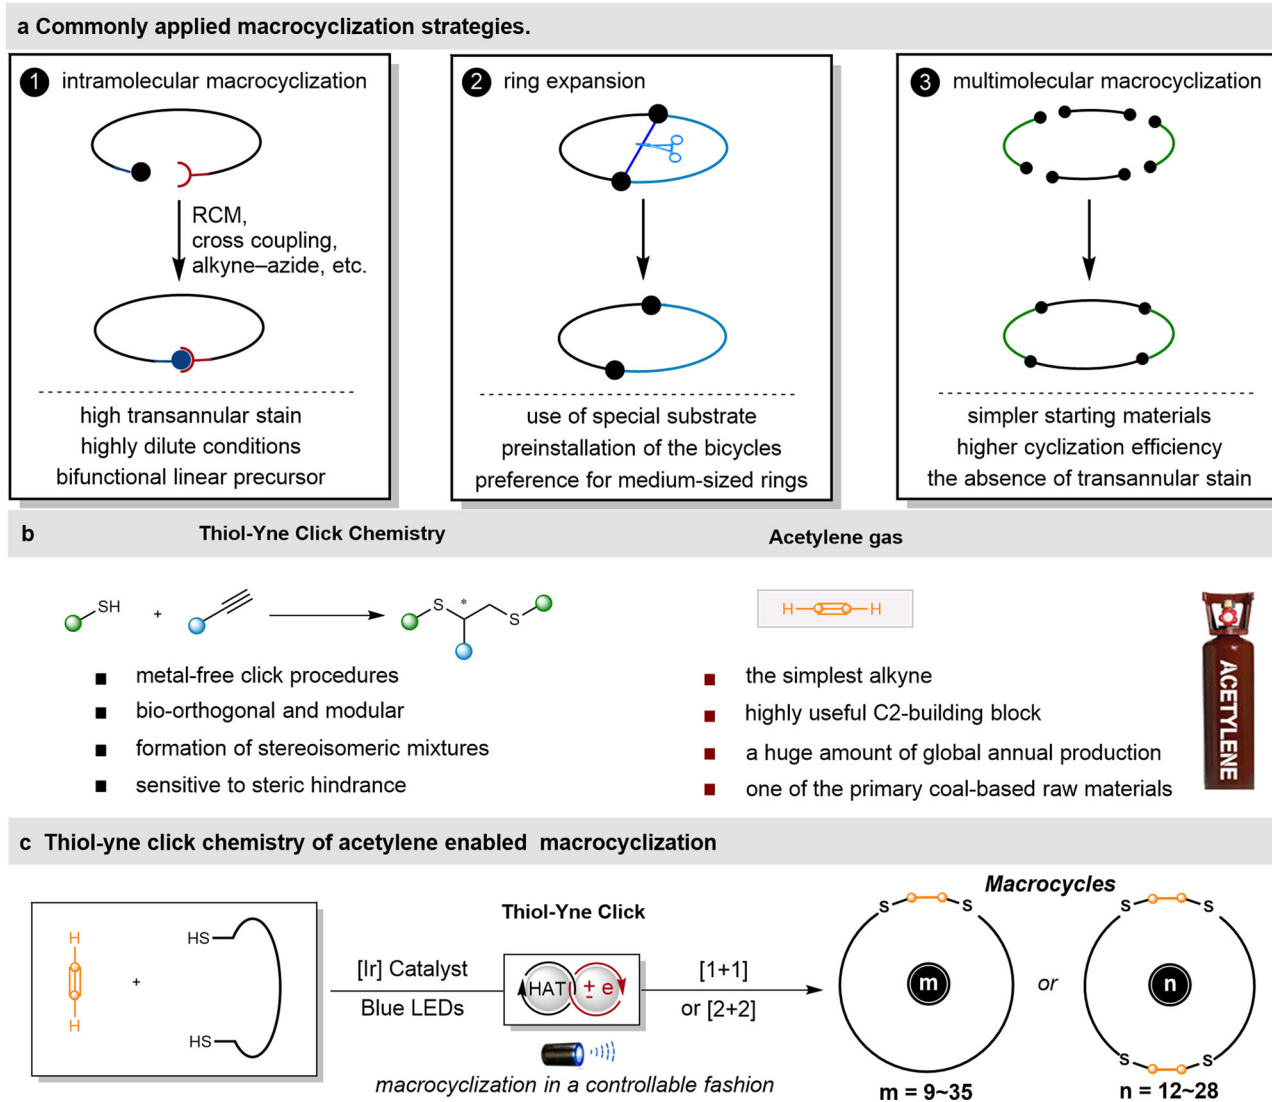 a Commonly applied macrocyclization strategies.
1 intramolecular macrocyclization
RCM,
cross coupling,
alkyne–azide, etc.
high transannular stain
highly dilute conditions
bifunctional linear precursor
2 ring expansion
use of special substrate
preinstallation of the bicycles
preference for medium-sized rings
3 multimolecular macrocyclization
simpler starting materials
higher cyclization efficiency
the absence of transannular stain
b Thiol-Yne Click Chemistry
SH
+
S
*
S
metal-free click procedures
bio-orthogonal and modular
formation of stereoisomeric mixtures
sensitive to steric hindrance
Acetylene gas
H H
the simplest alkyne
highly useful C2-building block
a huge amount of global annual production
one of the primary coal-based raw materials
ACETYLENE
c Thiol-yne click chemistry of acetylene enabled macrocyclization
H
H
+
HS
HS
[Ir] Catalyst
Blue LEDs
Thiol-Yne Click
HAT ± e
macrocyclization in a controllable fashion
[1+1]
or [2+2]
Macrocycles
S S
m
m = 9~35
or
S S
n
S S
n = 12~28